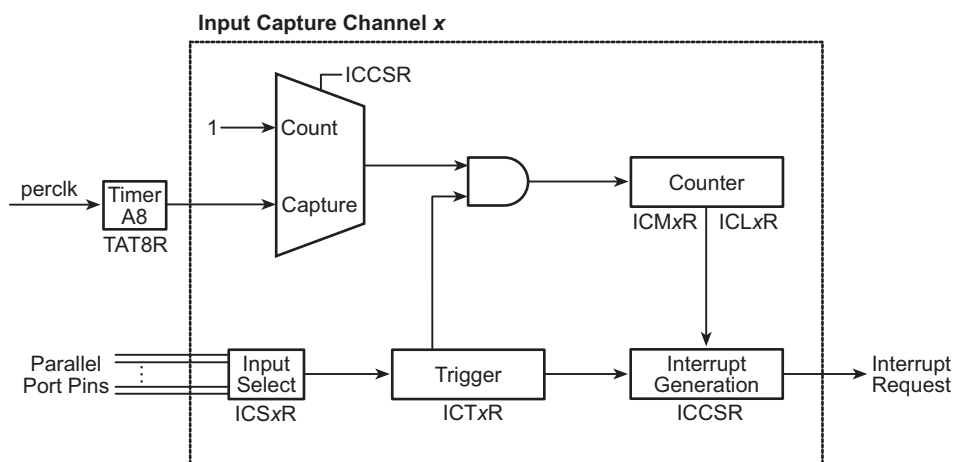 Input Capture Channel x
ICCSR
1
Count
perclk
Timer
A8
TAT8R
Capture
Counter
ICMxR
ICLxR
Parallel
Port Pins
Input
Select
ICSxR
Trigger
ICTxR
Interrupt
Generation
ICCSR
Interrupt
Request